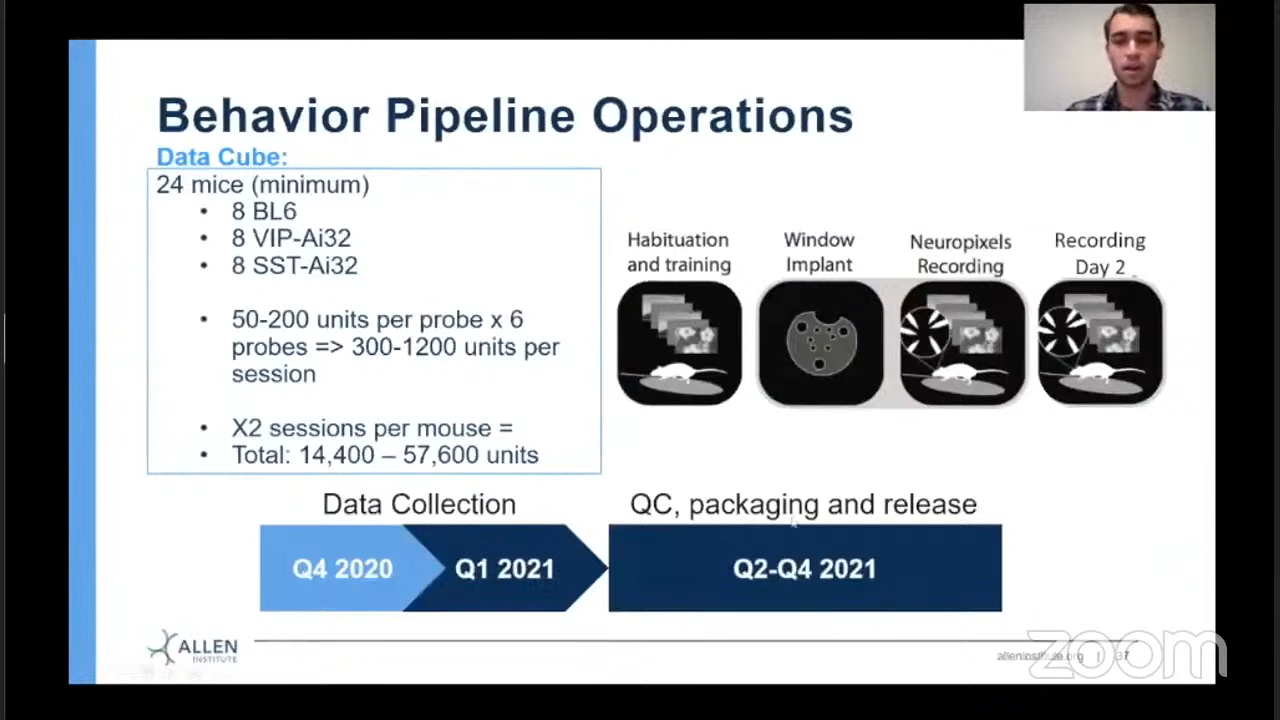 Behavior Pipeline Operations
Data Cube:
24 mice (minimum)
• 8 BL6
• 8 VIP-Ai32
• 8 SST-Ai32
• 50-200 units per probe x 6
probes => 300-1200 units per
session
• X2 sessions per mouse =
• Total: 14,400 – 57,600 units
Habituation
and training
Window
Implant
Neuropixels
Recording
Recording
Day 2
Data Collection
QC, packaging and release
Q4 2020
Q1 2021
Q2-Q4 2021
ALLEN
INSTITUTE
alleninstitute.org | 37
zoom